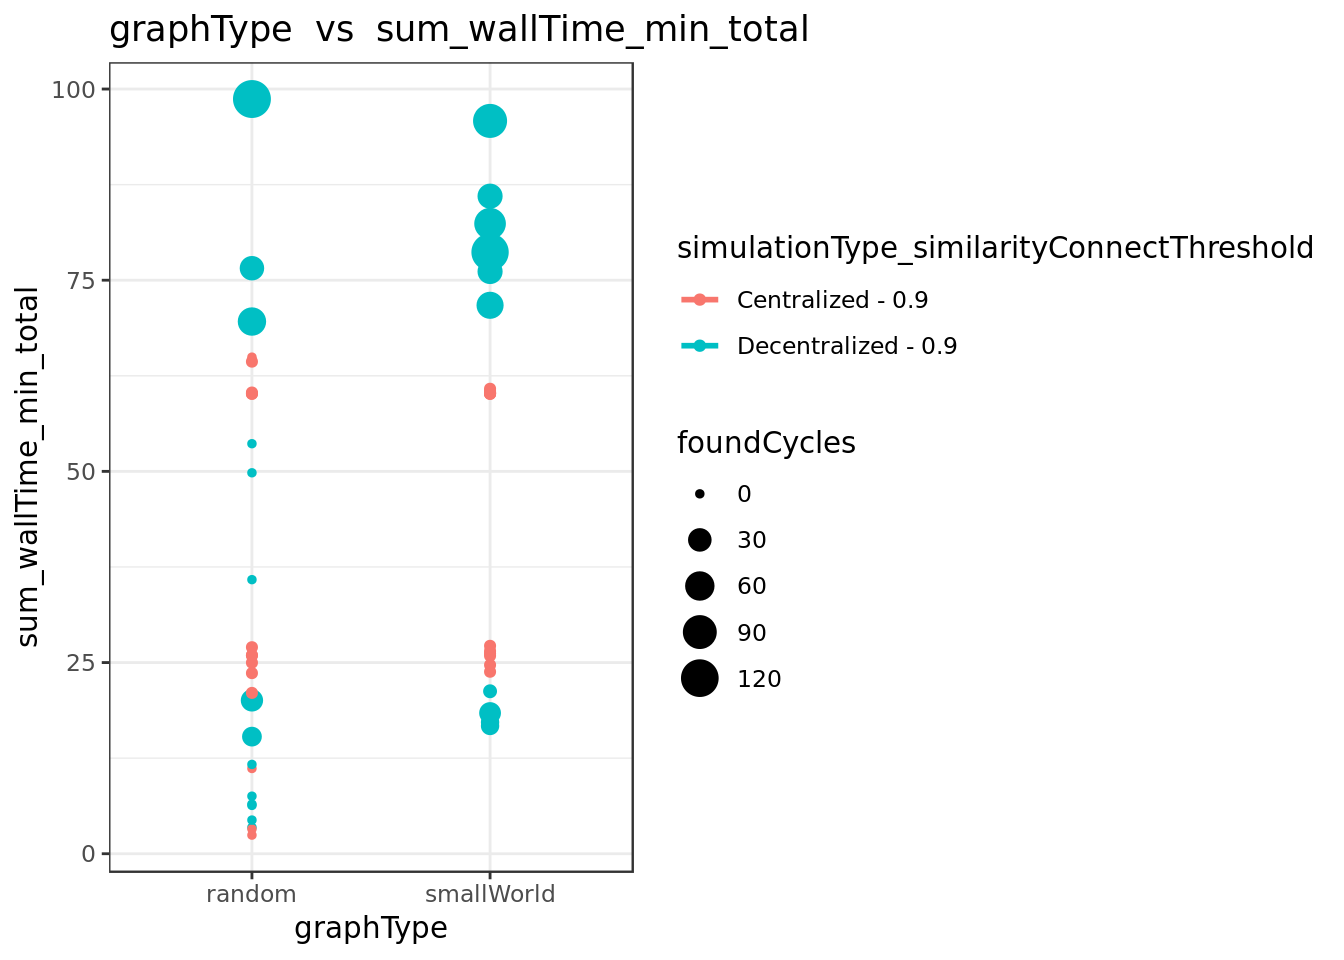 graphType vs sum_wallTime_min_total
sum_wallTime_min_total
100
75
50
25
0
random
smallWorld
graphType
simulationType_similarityConnectThreshold
Centralized - 0.9
Decentralized - 0.9
foundCycles
0
30
60
90
120